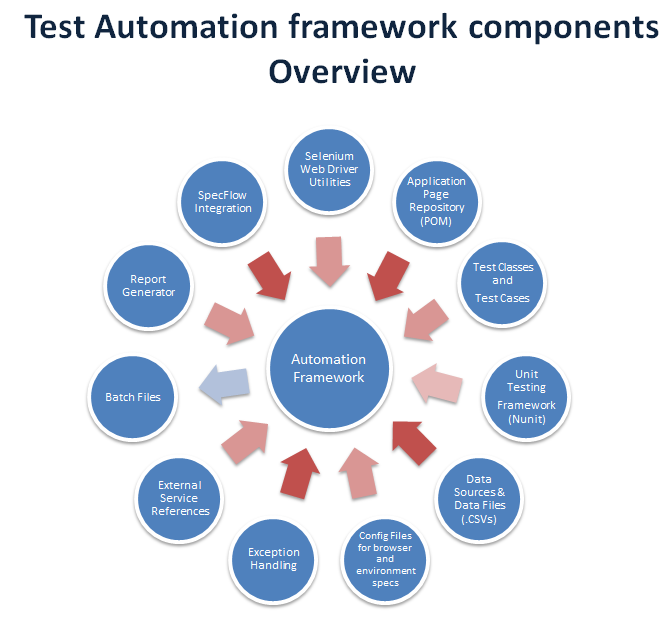 Test Automation framework components
Overview
Selenium
Web Driver
Utilities
Application
Page
Repository
(POM)
Test Classes
and
Test Cases
Unit
Testing
Framework
(Nunit)
Data
Sources &
Data Files
(.CSVs)
Config Files
for browser
and
environment
specs
Exception
Handling
External
Service
References
Batch Files
Report
Generator
SpecFlow
Integration
Automation
Framework